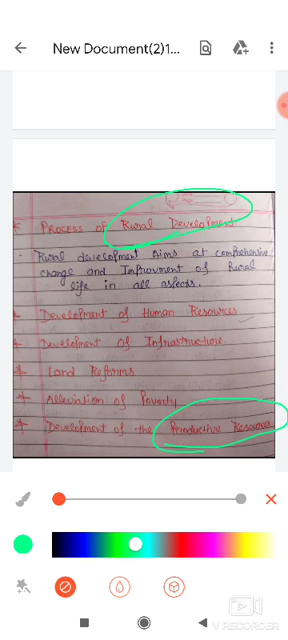 New Document(2)1...
* Process of Rural Development
- Rural development aims at comprehensive
change and Improvment of Rural
life in all aspects.
* Development of Human Resources
* Development of Infrastructure
* Land Reforms
* Alleviation of Poverty
* Development of the Productive Resources
V RECORDER